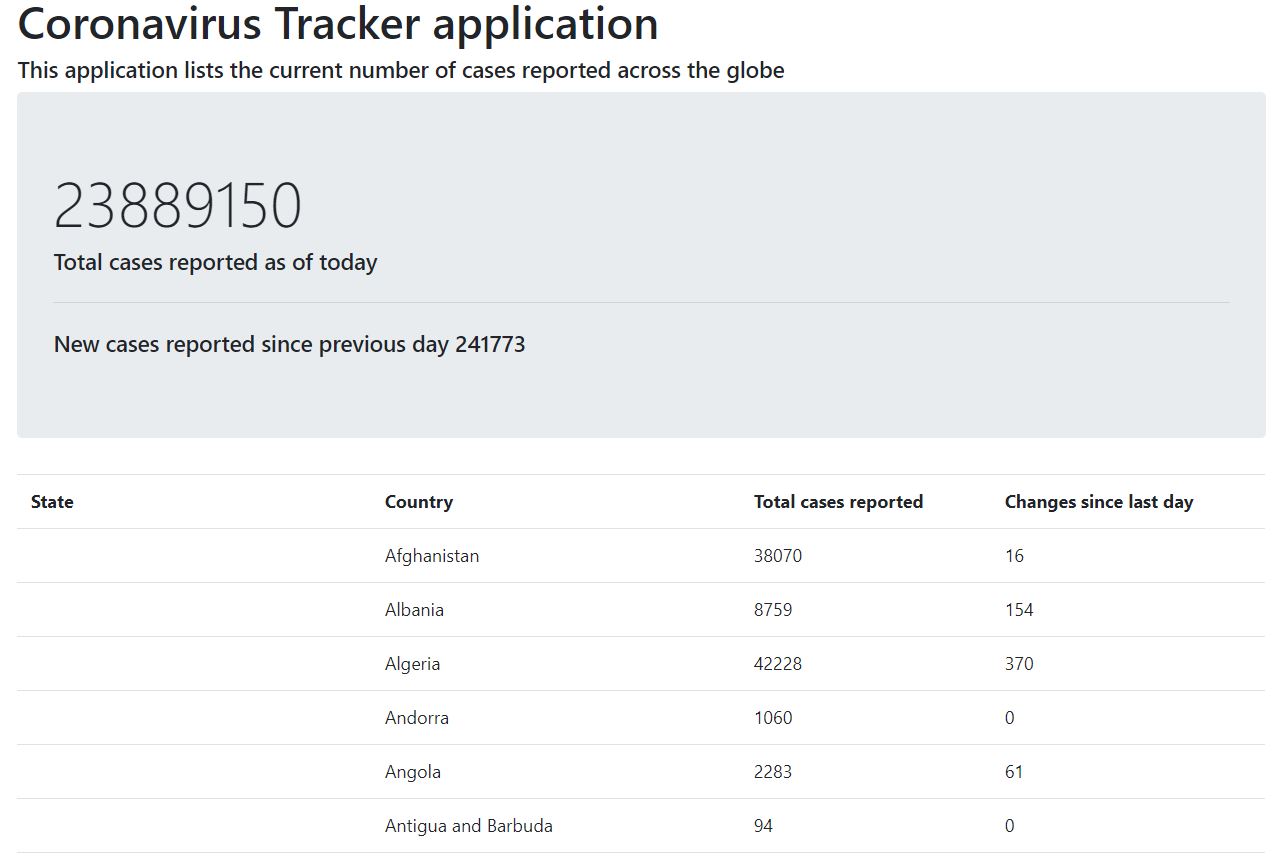 Coronavirus Tracker application
This application lists the current number of cases reported across the globe
23889150
Total cases reported as of today
New cases reported since previous day 241773
State Country Total cases reported Changes since last day
Afghanistan 38070 16
Albania 8759 154
Algeria 42228 370
Andorra 1060 0
Angola 2283 61
Antigua and Barbuda 94 0